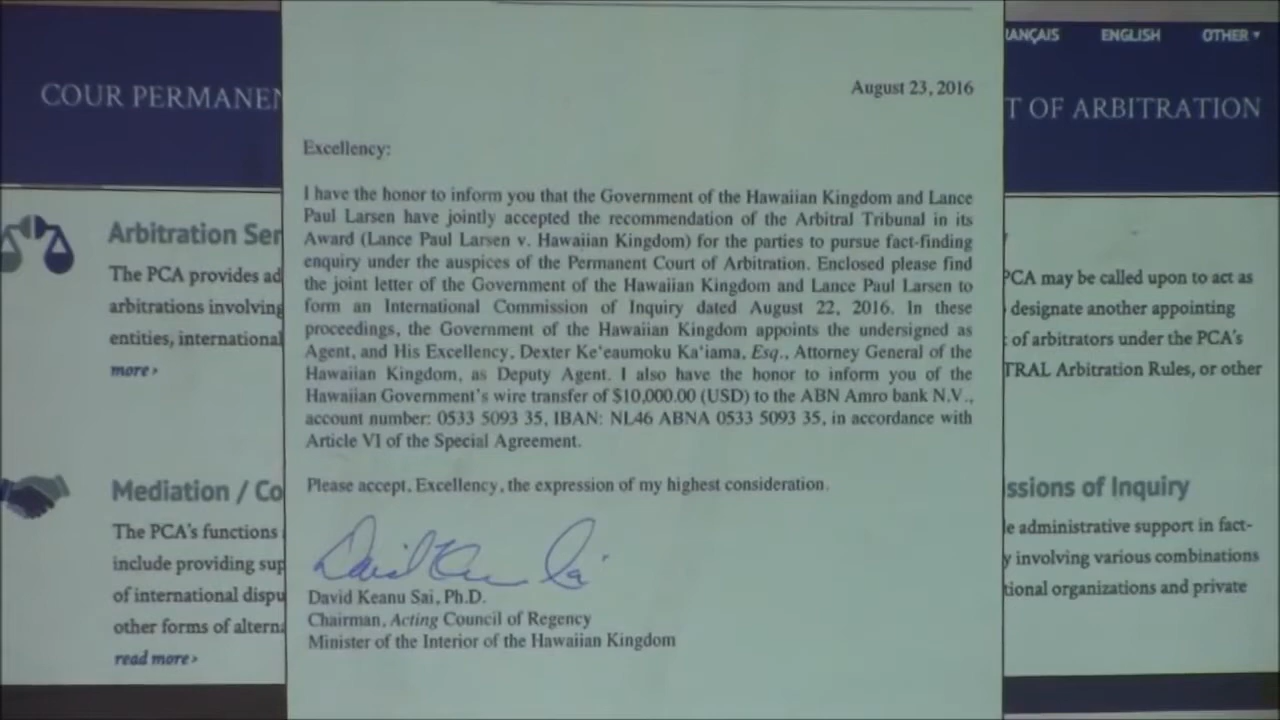 COUR PERMANEN
RANÇAIS ENGLISH OTHER
T OF ARBITRATION
Arbitration Ser
The PCA provides ad
arbitrations involving
entities, international
more ›
Mediation / Co
The PCA's functions
include providing sup
of international dispu
other forms of alterna
read more ›
August 23, 2016
Excellency:
I have the honor to inform you that the Government of the Hawaiian Kingdom and Lance
Paul Larsen have jointly accepted the recommendation of the Arbitral Tribunal in its
Award (Lance Paul Larsen v. Hawaiian Kingdom) for the parties to pursue fact-finding
enquiry under the auspices of the Permanent Court of Arbitration. Enclosed please find
the joint letter of the Government of the Hawaiian Kingdom and Lance Paul Larsen to
form an International Commission of Inquiry dated August 22, 2016. In these
proceedings, the Government of the Hawaiian Kingdom appoints the undersigned as
Agent, and His Excellency, Dexter Keʻeaumoku Kaʻiama, Esq., Attorney General of the
Hawaiian Kingdom, as Deputy Agent. I also have the honor to inform you of the
Hawaiian Government's wire transfer of $10,000.00 (USD) to the ABN Amro bank N.V.,
account number: 0533 5093 35, IBAN: NL46 ABNA 0533 5093 35, in accordance with
Article VI of the Special Agreement.
Please accept, Excellency, the expression of my highest consideration.
David Keanu Sai
David Keanu Sai, Ph.D.
Chairman, Acting Council of Regency
Minister of the Interior of the Hawaiian Kingdom
PCA may be called upon to act as
designate another appointing
of arbitrators under the PCA's
TRAL Arbitration Rules, or other
ssions of Inquiry
e administrative support in fact-
y involving various combinations
tional organizations and private